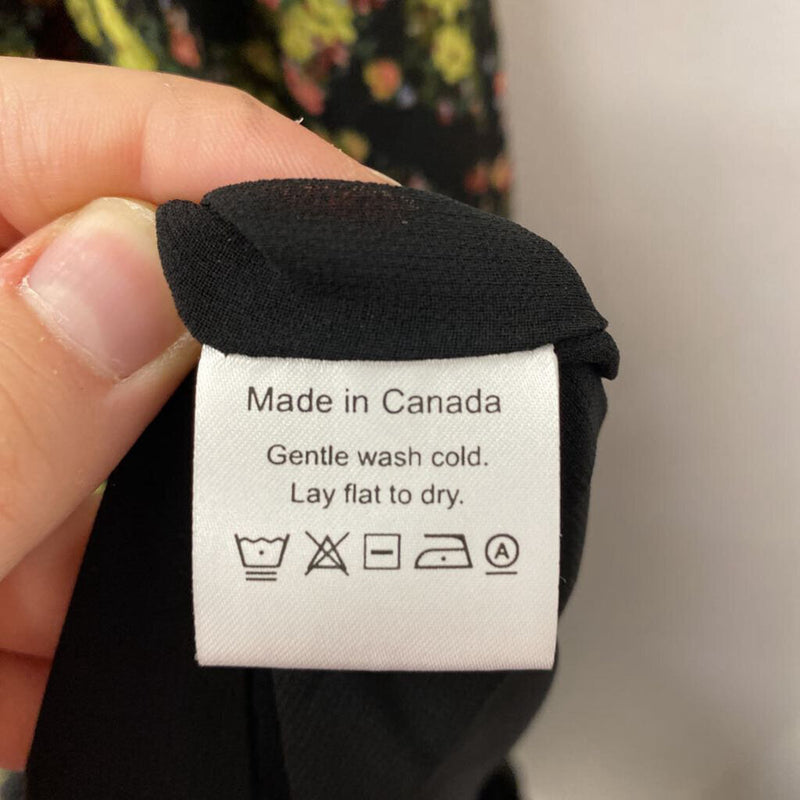 Made in Canada
Gentle wash cold.
Lay flat to dry.
A